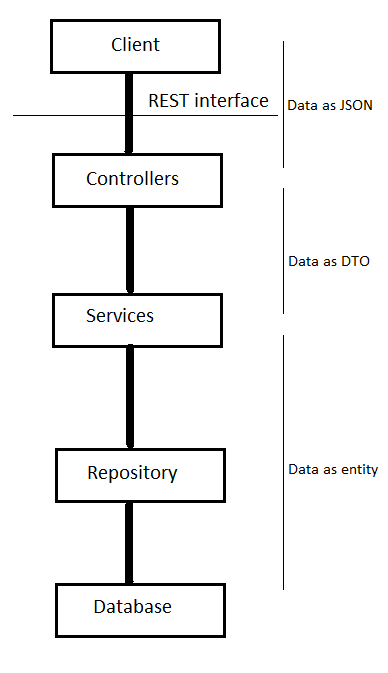 Client
REST interface
Data as JSON
Controllers
Data as DTO
Services
Repository
Data as entity
Database